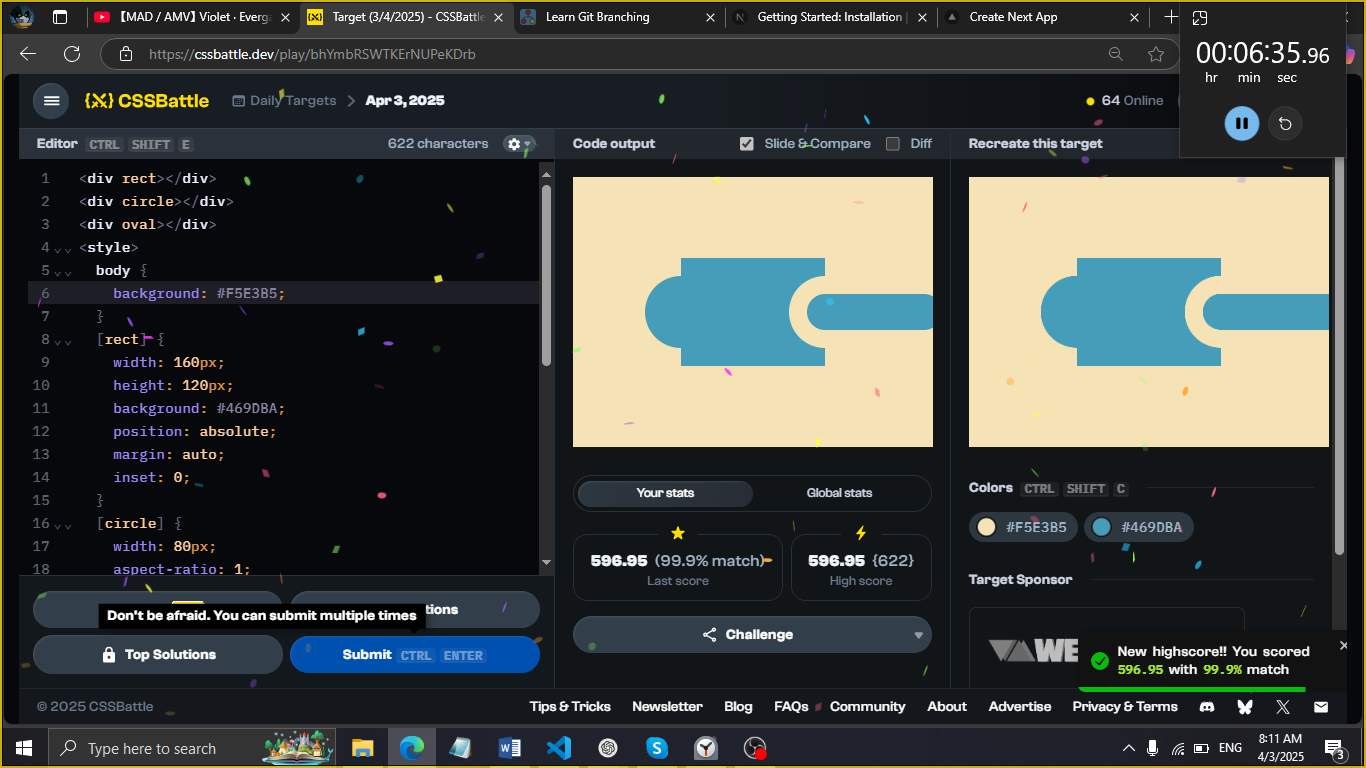 [MAD / AMV] Violet · Everga
Target (3/4/2025) - CSSBattle
Learn Git Branching
Getting Started: Installation |
Create Next App
https://cssbattle.dev/play/bhYmbRSWTKErNUPeKDrb
00:06:35.96
hr min sec
CSSBattle
Daily Targets
Apr 3, 2025
64 Online
Editor CTRL SHIFT E
622 characters
Code output
Slide & Compare
Diff
Recreate this target
1 <div rect></div>
2 <div circle></div>
3 <div oval></div>
4 <style>
5 body {
6 background: #F5E3B5;
7 }
8 [rect] {
9 width: 160px;
10 height: 120px;
11 background: #469DBA;
12 position: absolute;
13 margin: auto;
14 inset: 0;
15 }
16 [circle] {
17 width: 80px;
18 aspect-ratio: 1;
Your stats
Global stats
596.95 (99.9% match)
Last score
596.95 {622}
High score
Challenge
Colors CTRL SHIFT C
#F5E3B5
#469DBA
Target Sponsor
WE
Don't be afraid. You can submit multiple times
tions
Top Solutions
Submit CTRL ENTER
New highscore!! You scored
596.95 with 99.9% match
© 2025 CSSBattle
Tips & Tricks
Newsletter
Blog
FAQs
Community
About
Advertise
Privacy & Terms
Type here to search
ENG
8:11 AM
4/3/2025
3